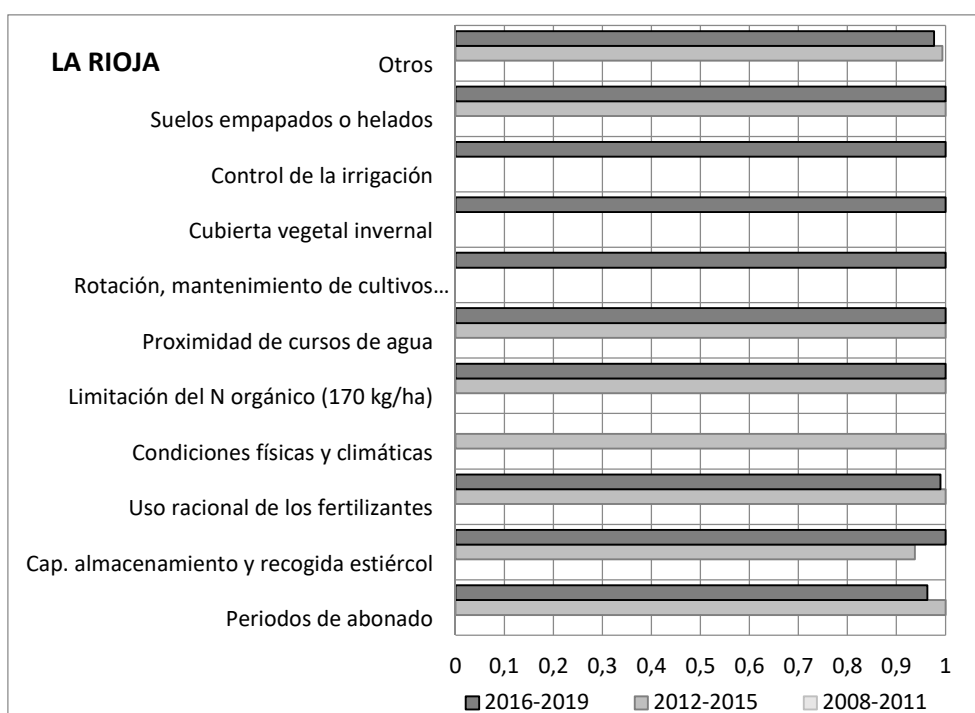 LA RIOJA
Otros
Suelos empapados o helados
Control de la irrigación
Cubierta vegetal invernal
Rotación, mantenimiento de cultivos…
Proximidad de cursos de agua
Limitación del N orgánico (170 kg/ha)
Condiciones físicas y climáticas
Uso racional de los fertilizantes
Cap. almacenamiento y recogida estiércol
Periodos de abonado
0 0,1 0,2 0,3 0,4 0,5 0,6 0,7 0,8 0,9 1
2016-2019 2012-2015 2008-2011